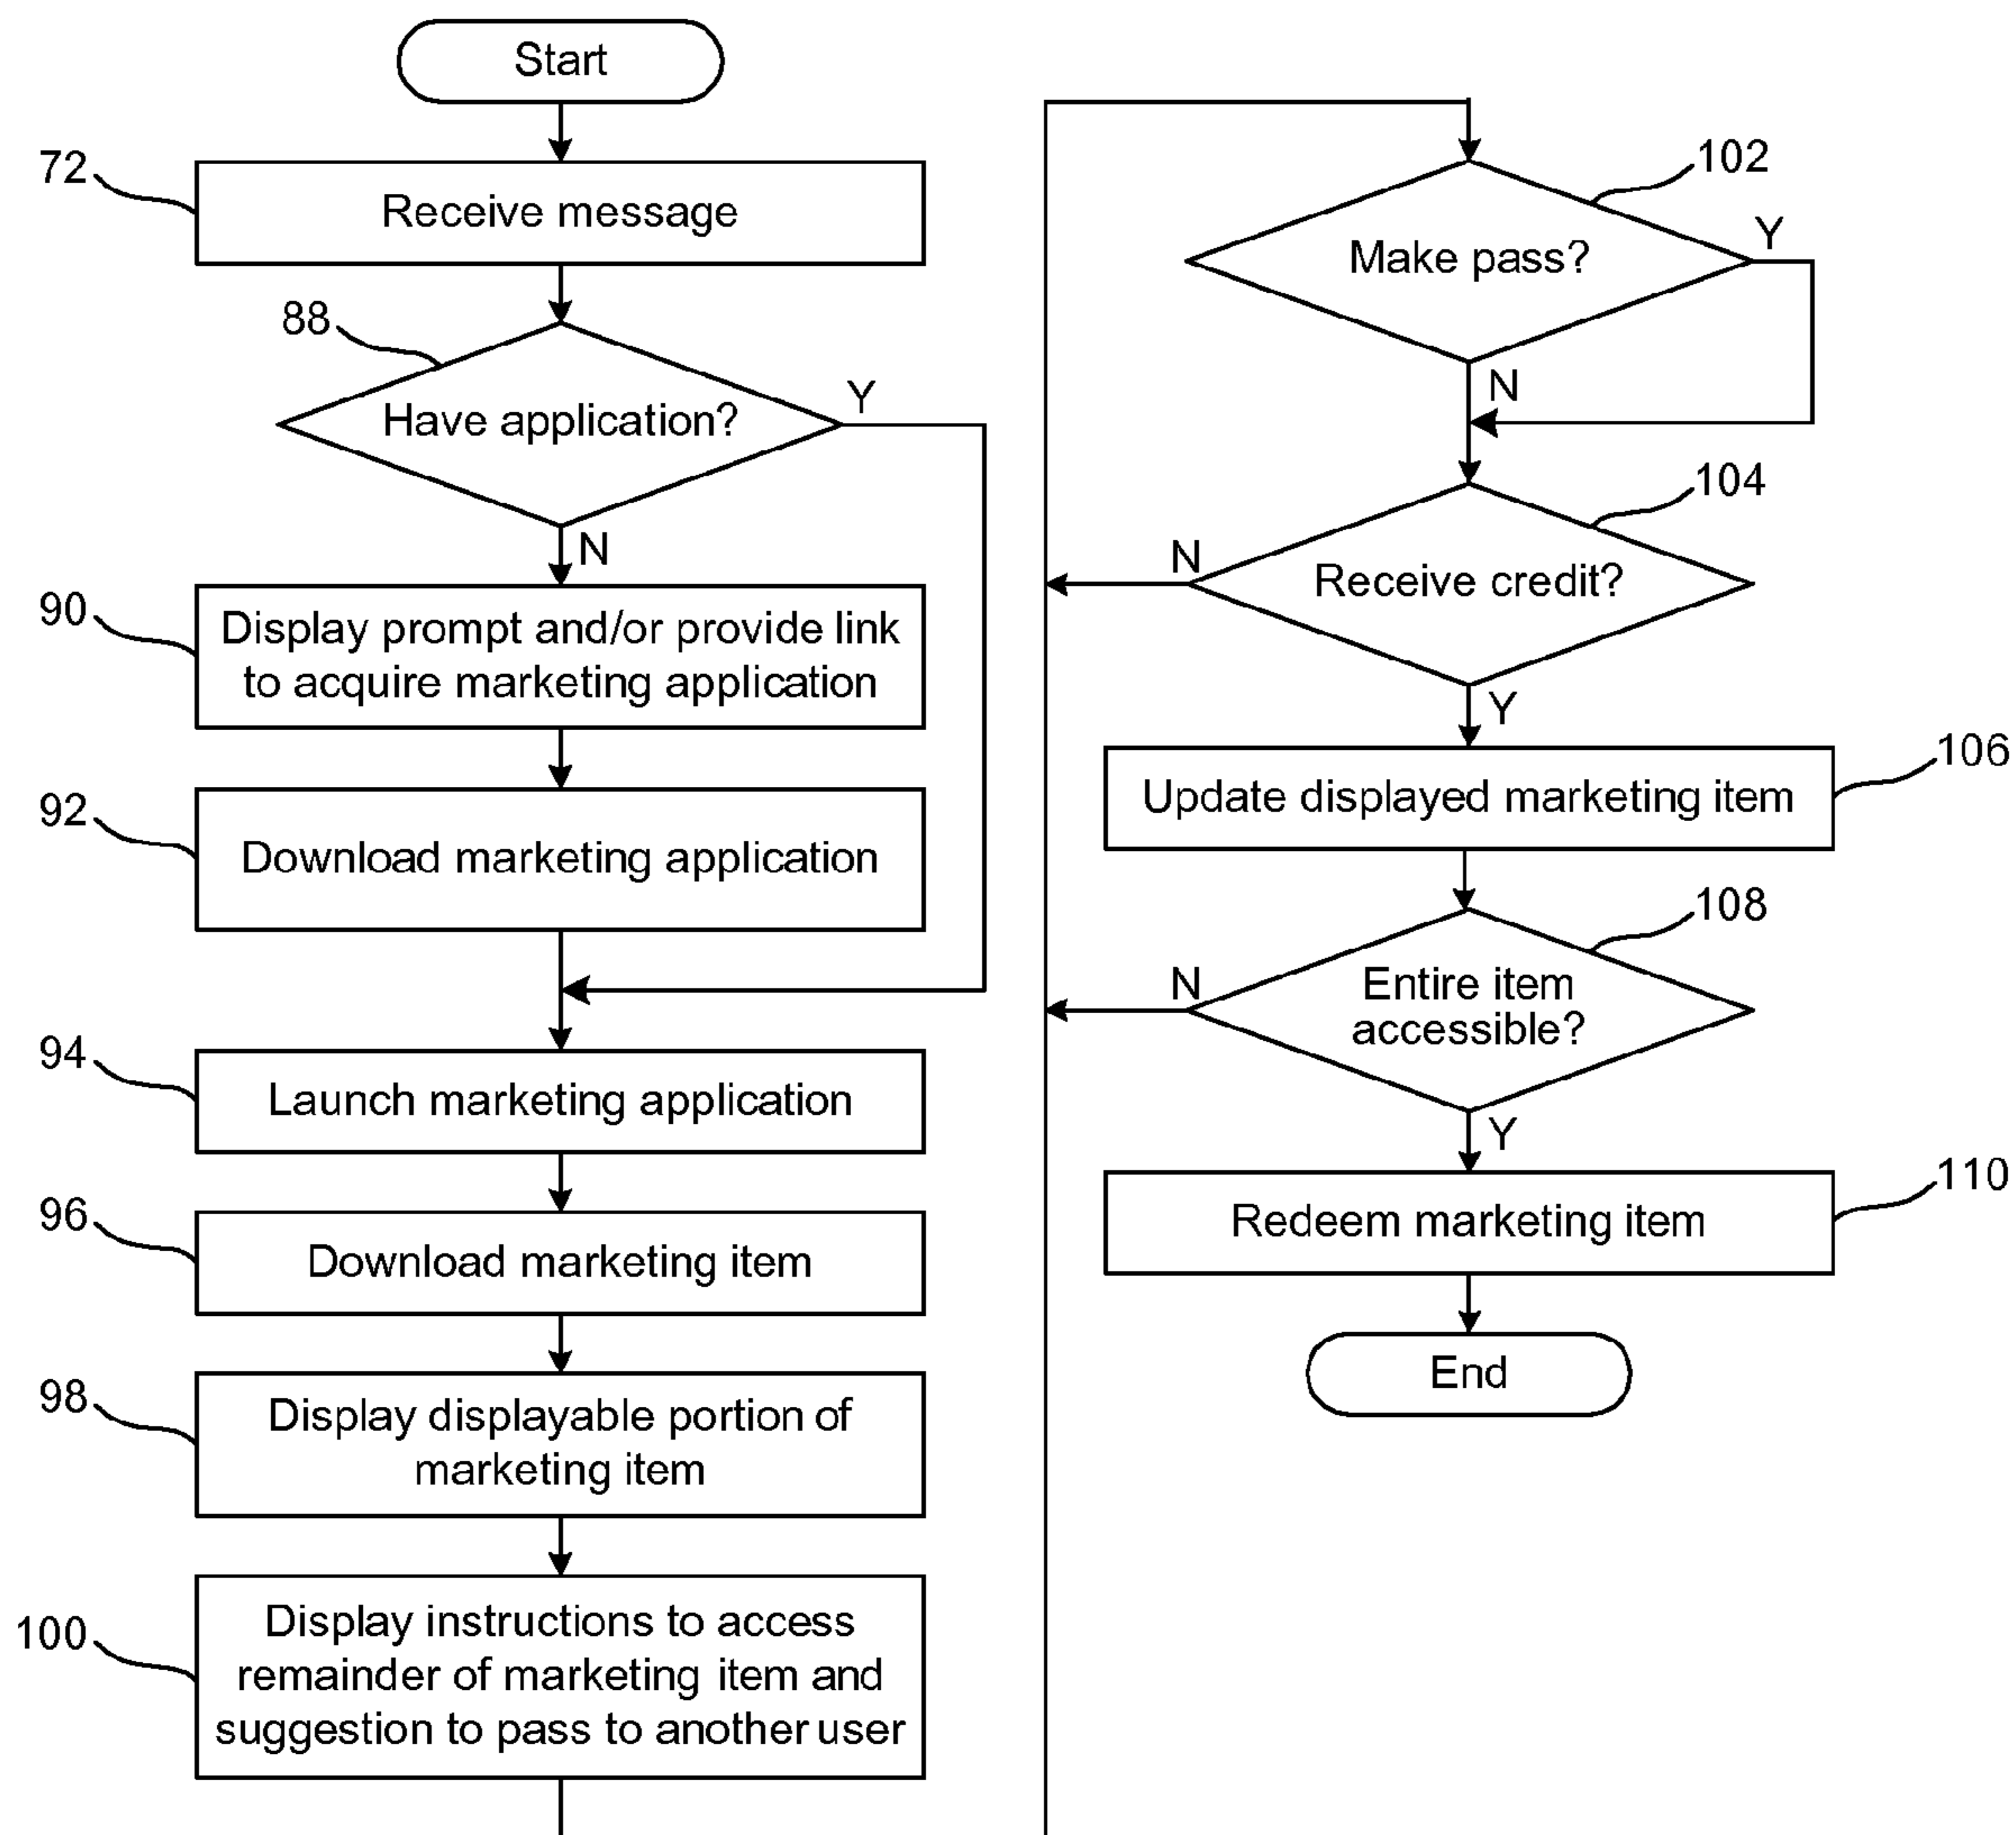 Start
72
Receive message
88
Have application?
Y
N
90
Display prompt and/or provide link
to acquire marketing application
92
Download marketing application
94
Launch marketing application
96
Download marketing item
98
Display displayable portion of
marketing item
100
Display instructions to access
remainder of marketing item and
suggestion to pass to another user
102
Make pass?
Y
N
104
Receive credit?
N
Y
106
Update displayed marketing item
108
Entire item
accessible?
N
Y
110
Redeem marketing item
End